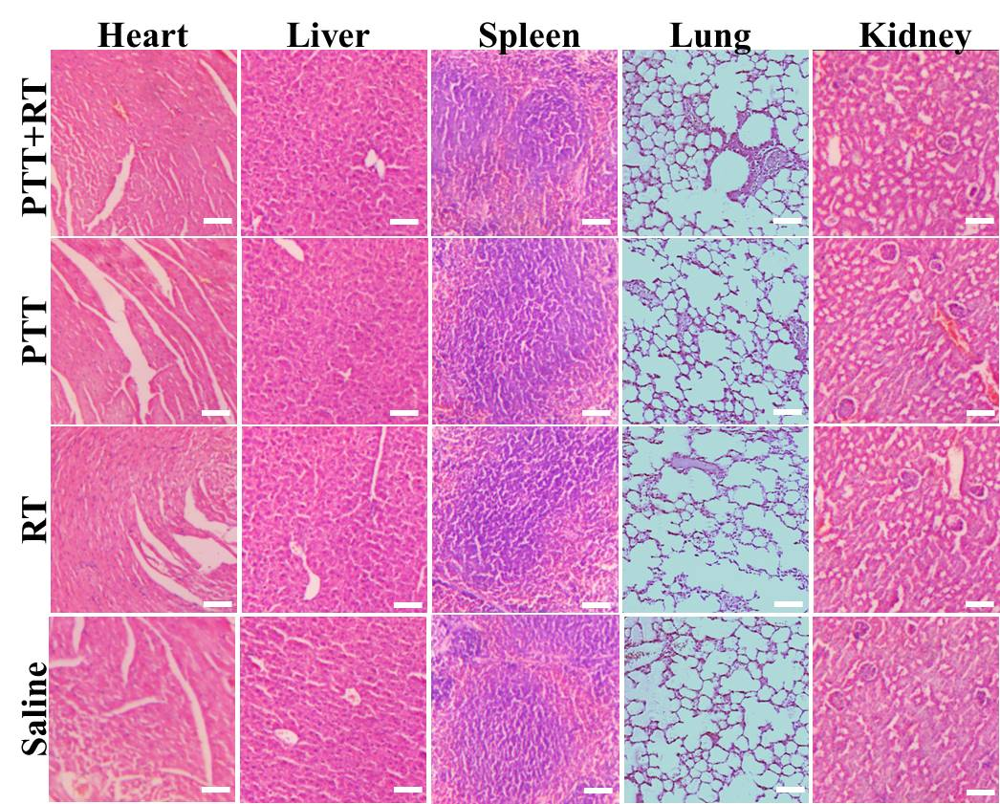 Heart Liver Spleen Lung Kidney
PTT+RT
PTT
RT
Saline